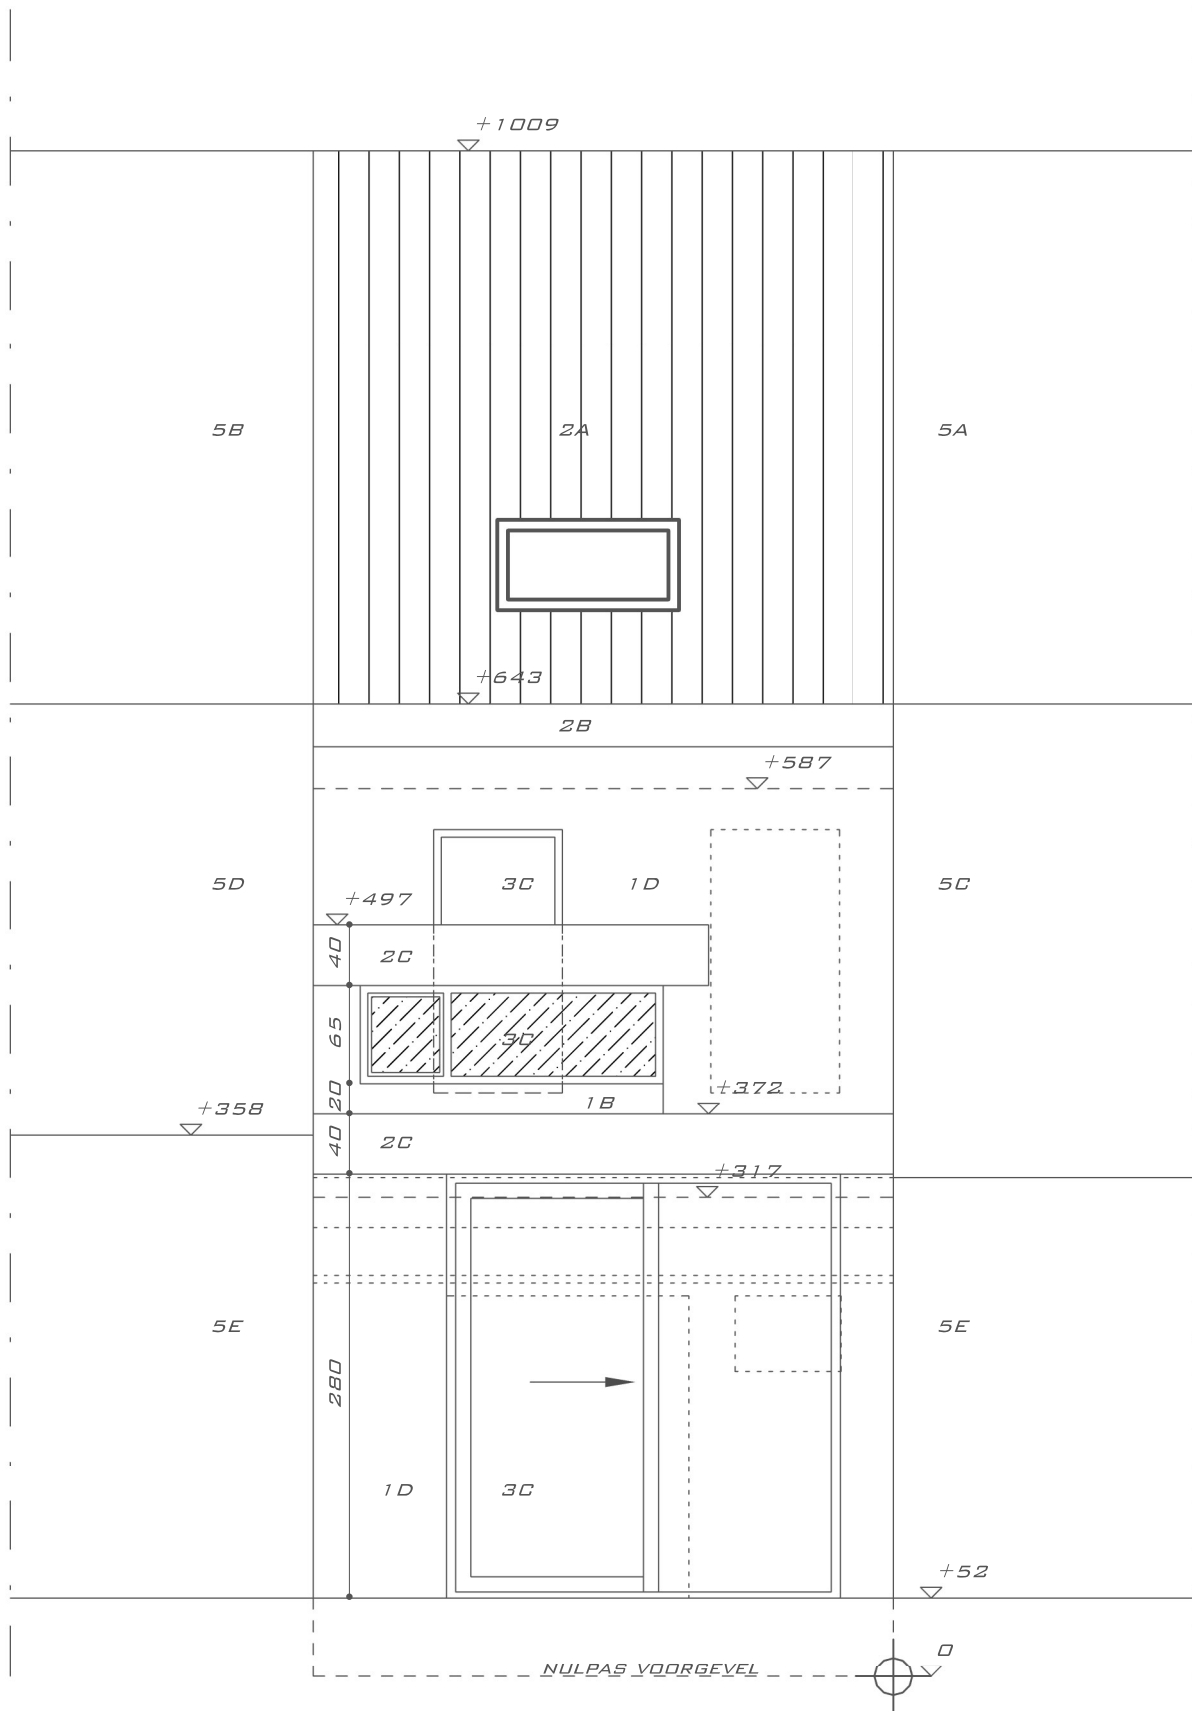 +1009
5B
2A
5A
+643
2B
+587
5D
3C
1D
5C
+497
40
2C
65
3C
20
+372
1B
+358
40
2C
+317
5E
5E
280
1D
3C
+52
0
NULPAS VOORGEVEL